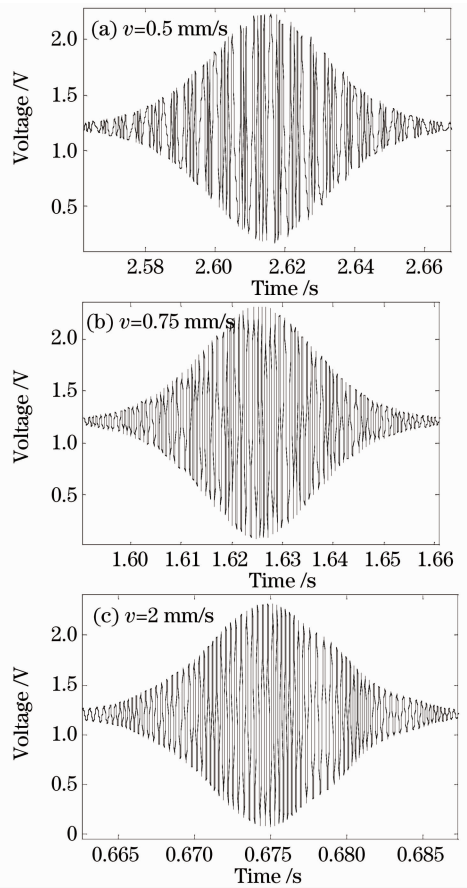 (a) v=0.5 mm/s
2.0
1.5
1.0
0.5
Voltage /V
2.58 2.60 2.62 2.64 2.66
Time /s
(b) v=0.75 mm/s
2.0
1.5
1.0
0.5
Voltage /V
1.60 1.61 1.62 1.63 1.64 1.65 1.66
Time /s
(c) v=2 mm/s
2.0
1.5
1.0
0.5
0
Voltage /V
0.665 0.670 0.675 0.680 0.685
Time /s